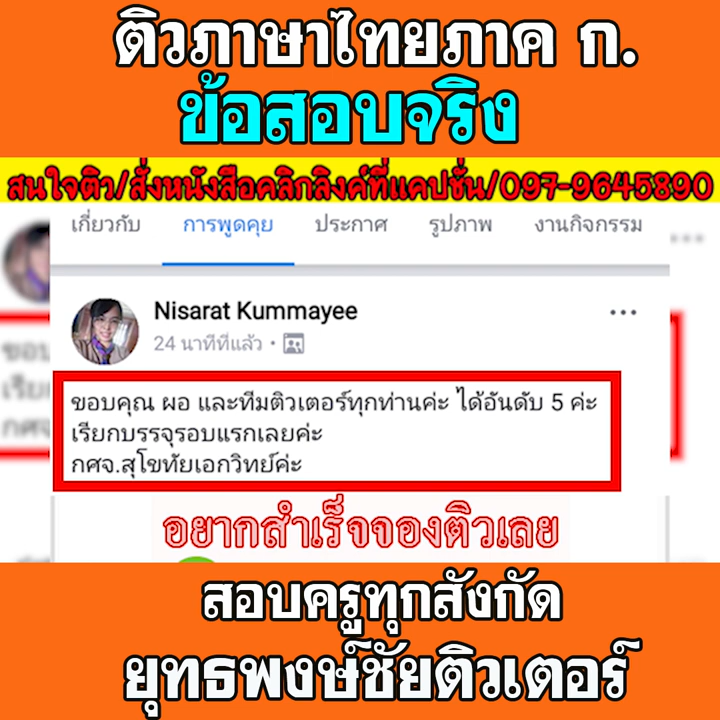 ติวภาษาไทยภาค ก.
ข้อสอบจริง
สนใจติว/สั่งหนังสือคลิกลิงค์ที่แคปชั่น/097-9645890
เกี่ยวกับ การพูดคุย ประกาศ รูปภาพ งานกิจกรรม
Nisarat Kummayee
24 นาทีที่แล้ว
ขอบคุณ ผอ และทีมติวเตอร์ทุกท่านค่ะ ได้อันดับ 5 ค่ะ
เรียกบรรจุรอบแรกเลยค่ะ
กศจ.สุโขทัยเอกวิทย์ค่ะ
อยากสำเร็จจองติวเลย
สอบครูทุกสังกัด
ยุทธพงษ์ชัยติวเตอร์